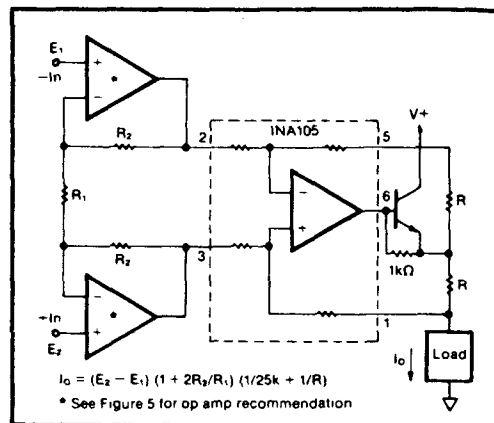 E₁
−In
+
−
*
R₂
R₁
R₂
−
+
*
+In
E₂
INA105
2
5
−
+
6
3
1
V+
1kΩ
R
R
I₀
Load
I₀ = (E₂ − E₁) (1 + 2R₂/R₁) (1/25k + 1/R)
* See Figure 5 for op amp recommendation